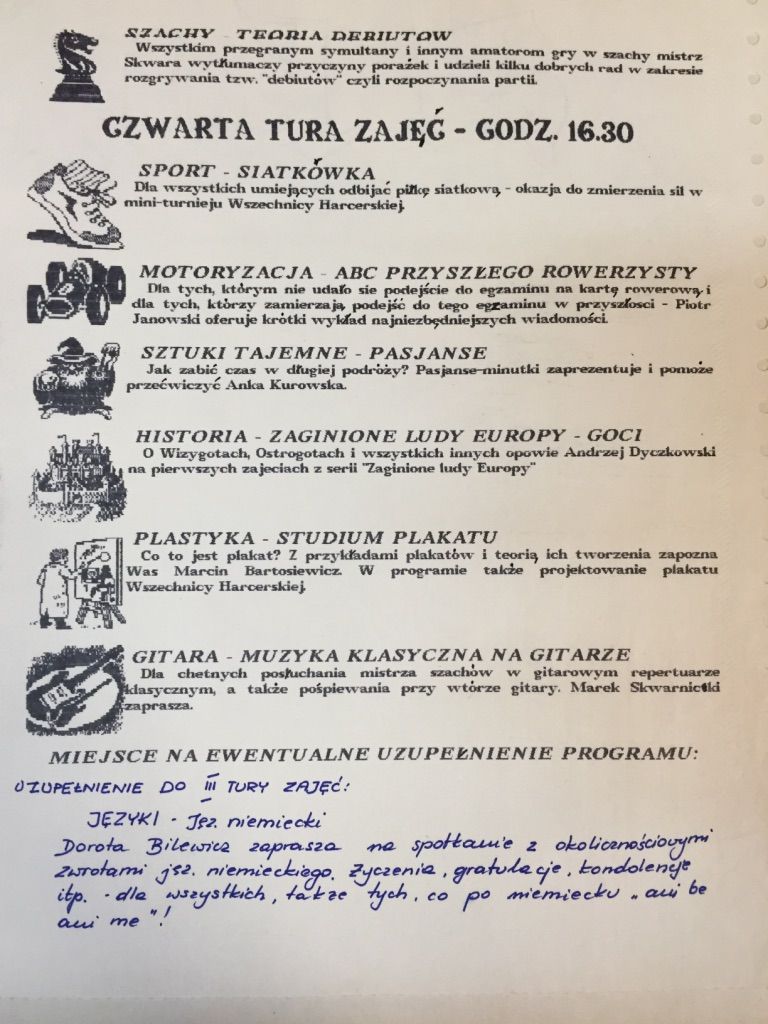 SZACHY - TEORIA DEBIUTÓW
Wszystkim przegranym symultany i innym amatorom gry w szachy mistrz
Skwara wytłumaczy przyczyny porażek i udzieli kilku dobrych rad w zakresie
rozgrywania tzw. "debiutów" czyli rozpoczynania partii.
CZWARTA TURA ZAJĘĆ - GODZ. 16.30
SPORT - SIATKÓWKA
Dla wszystkich umiejących odbijać piłkę siatkową - okazja do zmierzenia sił w
mini-turnieju Wszechnicy Harcerskiej.
MOTORYZACJA - ABC PRZYSZŁEGO ROWERZYSTY
Dla tych, którym nie udało sie podejście do egzaminu na kartę rowerową i
dla tych, którzy zamierzają podejść do tego egzaminu w przyszłosci - Piotr
Janowski oferuje krótki wykład najniezbędniejszych wiadomości.
SZTUKI TAJEMNE - PASJANSE
Jak zabić czas w długiej podróży? Pasjanse-minutki zaprezentuje i pomoże
przećwiczyć Anka Kurowska.
HISTORIA - ZAGINIONE LUDY EUROPY - GOCI
O Wizygotach, Ostrogotach i wszystkich innych opowie Andrzej Dyczkowski
na pierwszych zajeciach z serii "Zaginione ludy Europy"
PLASTYKA - STUDIUM PLAKATU
Co to jest plakat? Z przykładami plakatów i teorią ich tworzenia zapozna
Was Marcin Bartosiewicz. W programie także projektowanie plakatu
Wszechnicy Harcerskiej.
GITARA - MUZYKA KLASYCZNA NA GITARZE
Dla chetnych posłuchania mistrza szachów w gitarowym repertuarze
klasycznym, a także pośpiewania przy wtórze gitary. Marek Skwarnicki
zaprasza.
MIEJSCE NA EWENTUALNE UZUPEŁNIENIE PROGRAMU:
UZUPEŁNIENIE DO III TURY ZAJĘĆ:
JĘZYKI - Jęz. niemiecki
Dorota Bilewicz zaprasza na spotkanie z okolicznościowymi
zwrotami jęz. niemieckiego. Życzenia, gratulacje, kondolencje
itp. - dla wszystkich, także tych, co po niemiecku „ani be
ani me"!